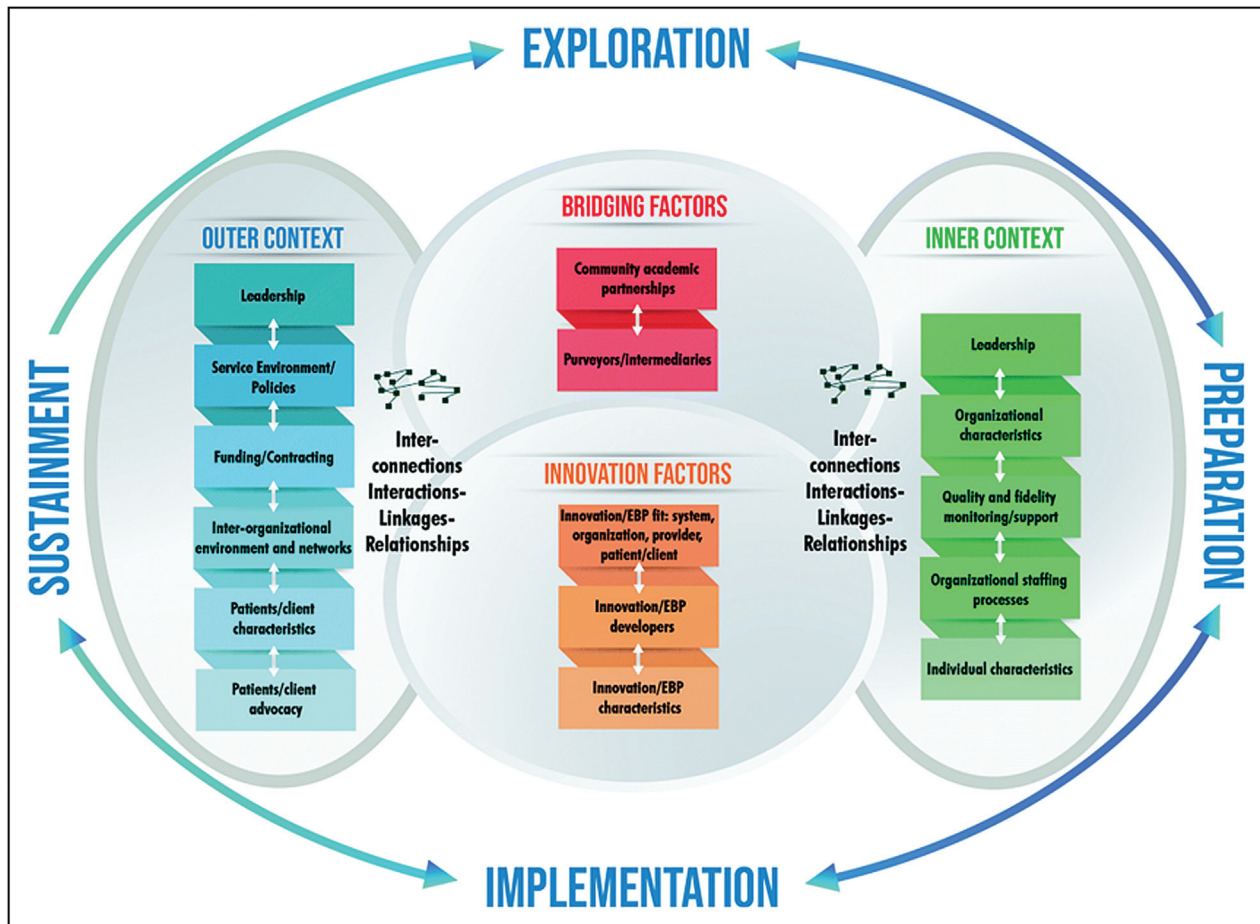 EXPLORATION
BRIDGING FACTORS
OUTER CONTEXT
INNER CONTEXT
Community academic
partnerships
Purveyors/intermediaries
Leadership
Service Environment/
Policies
Funding/Contracting
Inter-organizational
environment and networks
Patients/client
characteristics
Patients/client
advocacy
Inter-
connections
Interactions-
Linkages-
Relationships
INNOVATION FACTORS
Innovation/EBP fit: system,
organization, provider,
patient/client
Innovation/EBP
developers
Innovation/EBP
characteristics
Inter-
connections
Interactions-
Linkages-
Relationships
Leadership
Organizational
characteristics
Quality and fidelity
monitoring/support
Organizational staffing
processes
Individual characteristics
SUSTAINMENT
PREPARATION
IMPLEMENTATION